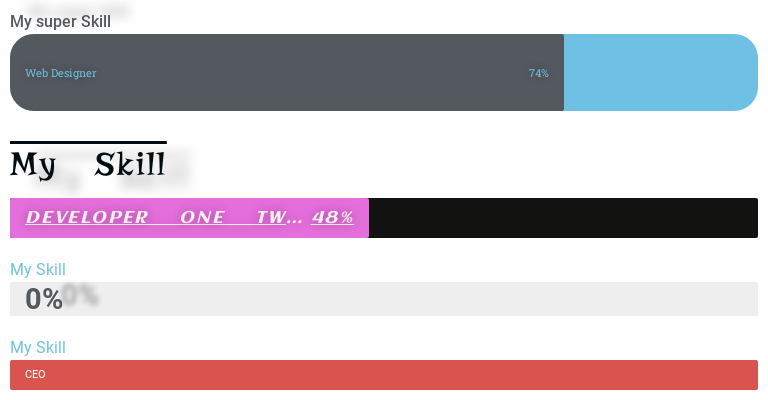 My super Skill
Web Designer 74%
My Skill
DEVELOPER ONE TW... 48%
My Skill
0%
My Skill
CEO